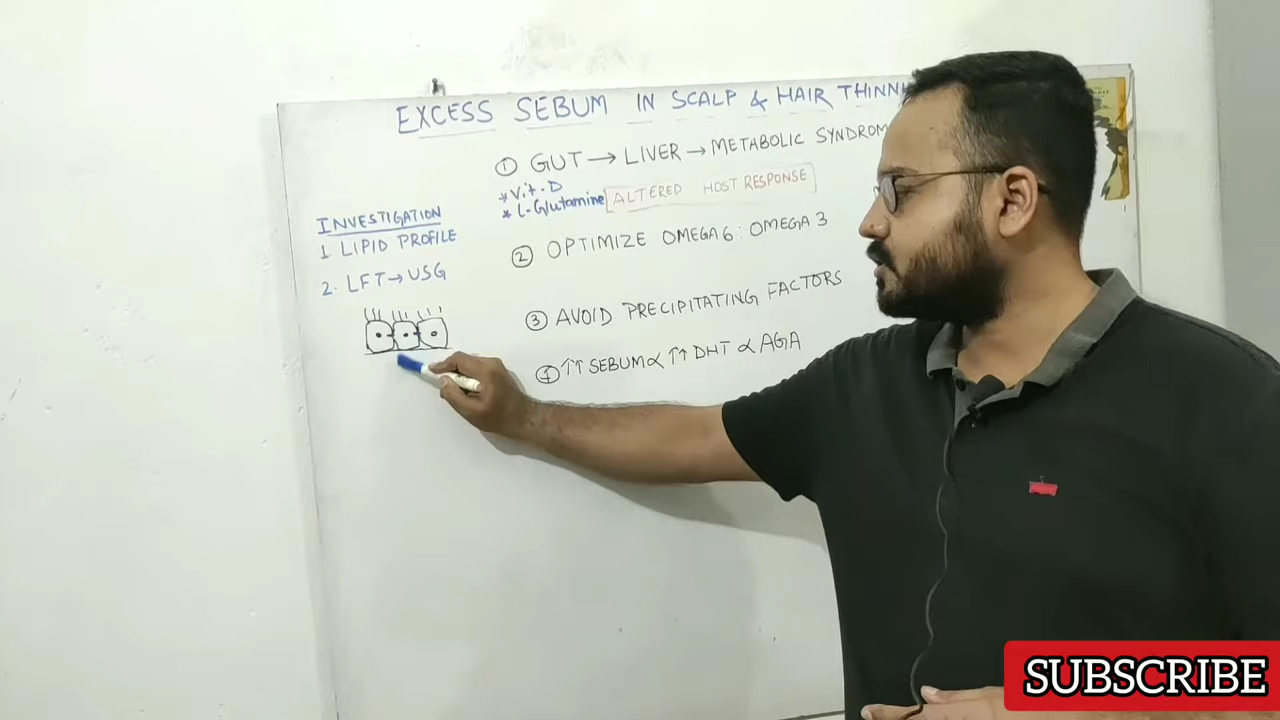 EXCESS SEBUM IN SCALP & HAIR THINN
① GUT → LIVER → METABOLIC SYNDROM
* Vit. D
* L-Glutamine
ALTERED HOST RESPONSE
INVESTIGATION
1. LIPID PROFILE
2. LFT → USG
② OPTIMIZE OMEGA 6 : OMEGA 3
③ AVOID PRECIPITATING FACTORS
④ ↑↑ SEBUM ∝ ↑↑ DHT ∝ AGA
SUBSCRIBE